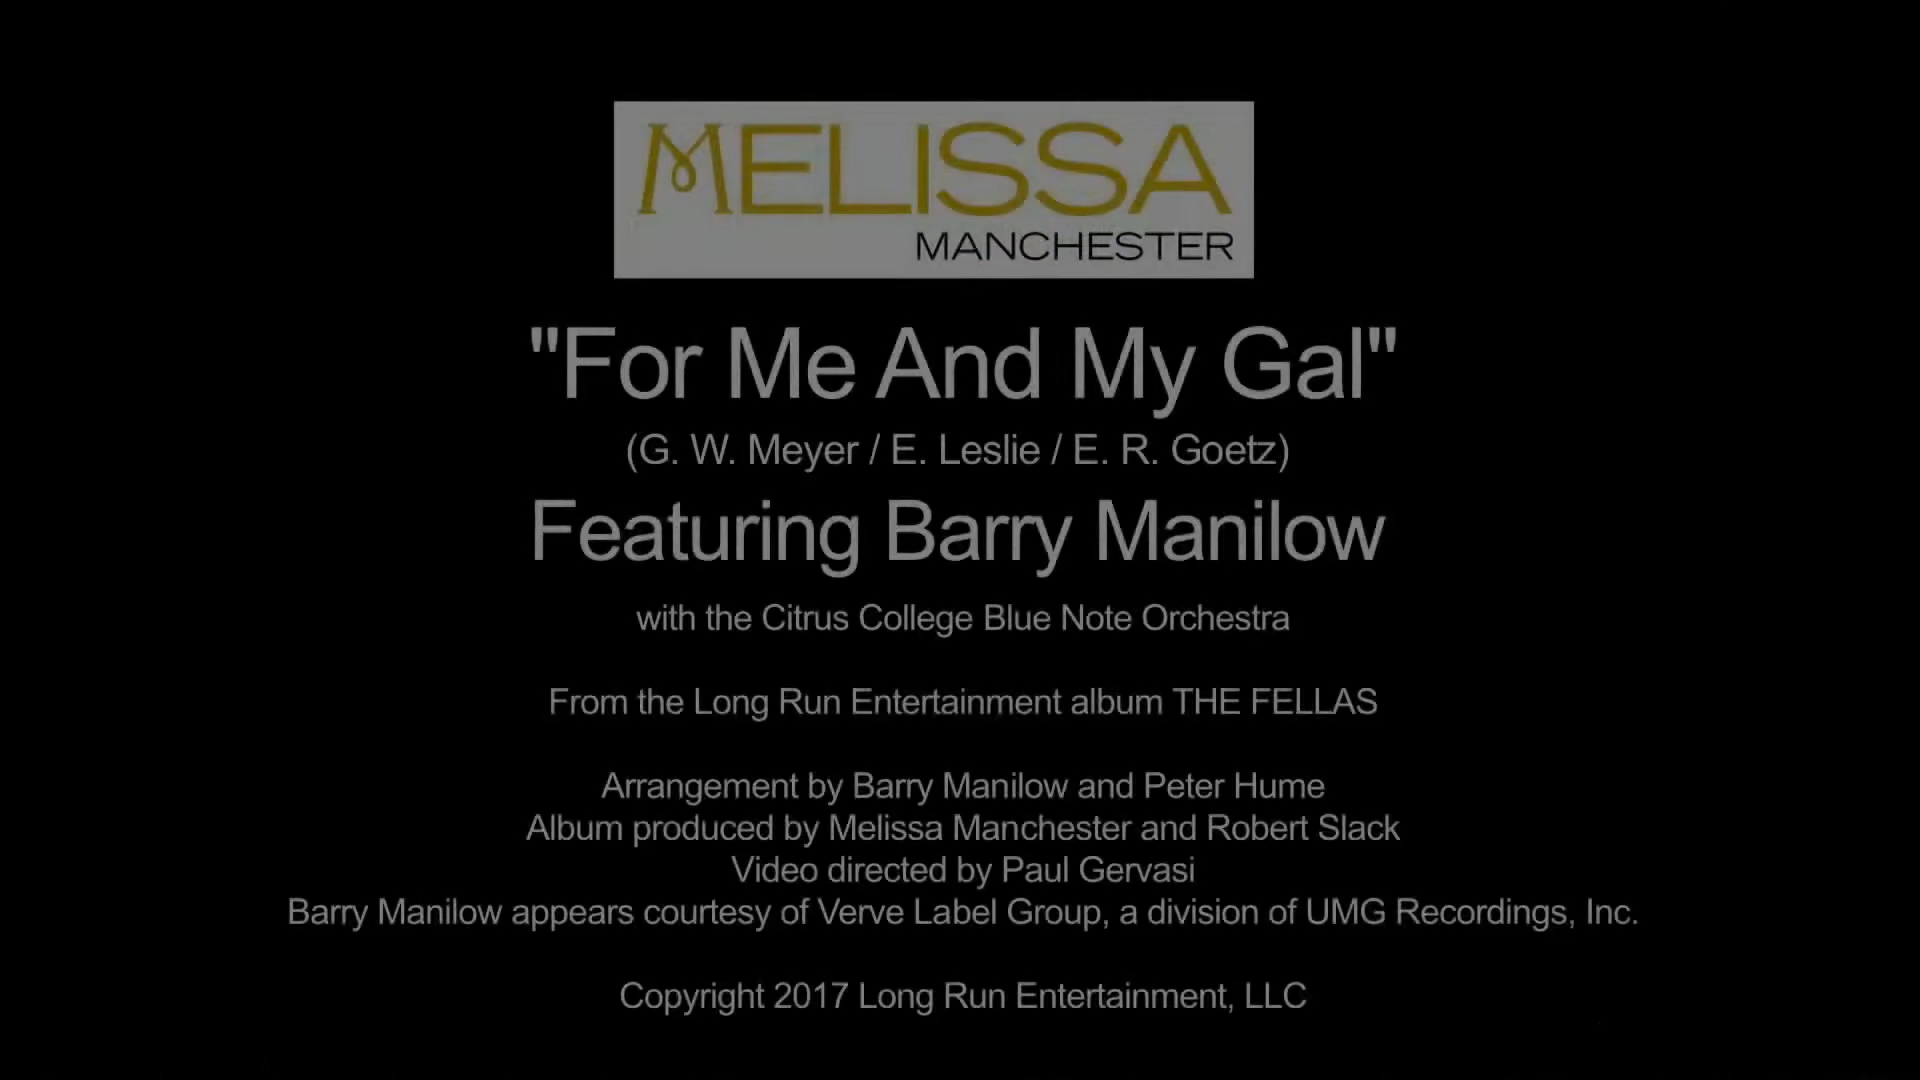 MELISSA
MANCHESTER
"For Me And My Gal"
(G. W. Meyer / E. Leslie / E. R. Goetz)
Featuring Barry Manilow
with the Citrus College Blue Note Orchestra
From the Long Run Entertainment album THE FELLAS
Arrangement by Barry Manilow and Peter Hume
Album produced by Melissa Manchester and Robert Slack
Video directed by Paul Gervasi
Barry Manilow appears courtesy of Verve Label Group, a division of UMG Recordings, Inc.
Copyright 2017 Long Run Entertainment, LLC